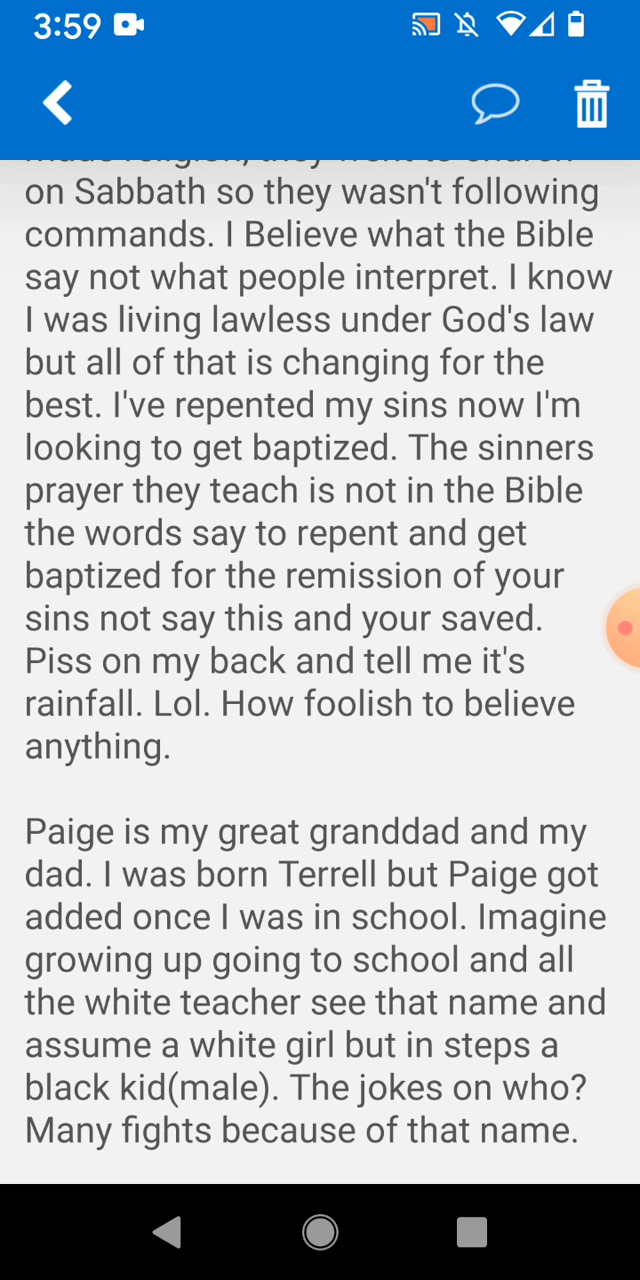 3:59
on Sabbath so they wasn't following
commands. I Believe what the Bible
say not what people interpret. I know
I was living lawless under God's law
but all of that is changing for the
best. I've repented my sins now I'm
looking to get baptized. The sinners
prayer they teach is not in the Bible
the words say to repent and get
baptized for the remission of your
sins not say this and your saved.
Piss on my back and tell me it's
rainfall. Lol. How foolish to believe
anything.
Paige is my great granddad and my
dad. I was born Terrell but Paige got
added once I was in school. Imagine
growing up going to school and all
the white teacher see that name and
assume a white girl but in steps a
black kid(male). The jokes on who?
Many fights because of that name.